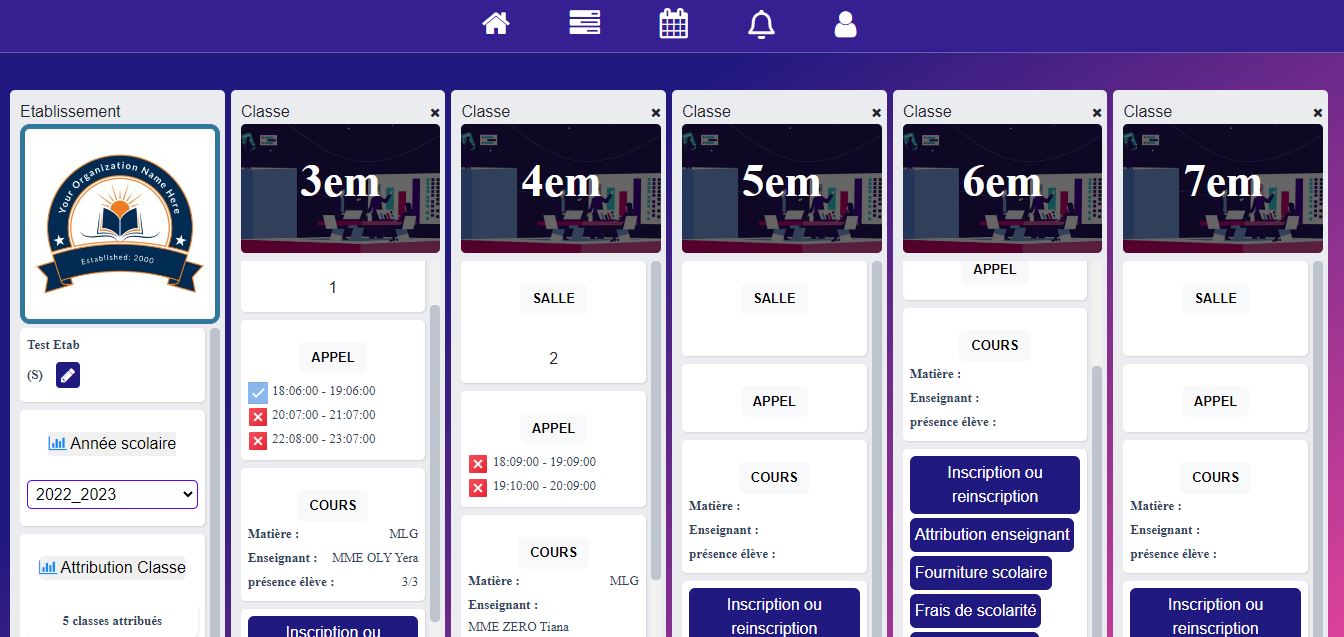 Etablissement
Your Organization Name Here
Established: 2000
Test Etab
(S)
Année scolaire
2022_2023
Attribution Classe
5 classes attribués
Classe
3em
1
APPEL
18:06:00 - 19:06:00
20:07:00 - 21:07:00
22:08:00 - 23:07:00
COURS
Matière : MLG
Enseignant : MME OLY Yera
présence élève : 3/3
Inscription ou
Classe
4em
SALLE
2
APPEL
18:09:00 - 19:09:00
19:10:00 - 20:09:00
COURS
Matière : MLG
Enseignant :
MME ZERO Tiana
Classe
5em
SALLE
APPEL
COURS
Matière :
Enseignant :
présence élève :
Inscription ou
reinscription
Classe
6em
APPEL
COURS
Matière :
Enseignant :
présence élève :
Inscription ou
reinscription
Attribution enseignant
Fourniture scolaire
Frais de scolarité
Classe
7em
SALLE
APPEL
COURS
Matière :
Enseignant :
présence élève :
Inscription ou
reinscription